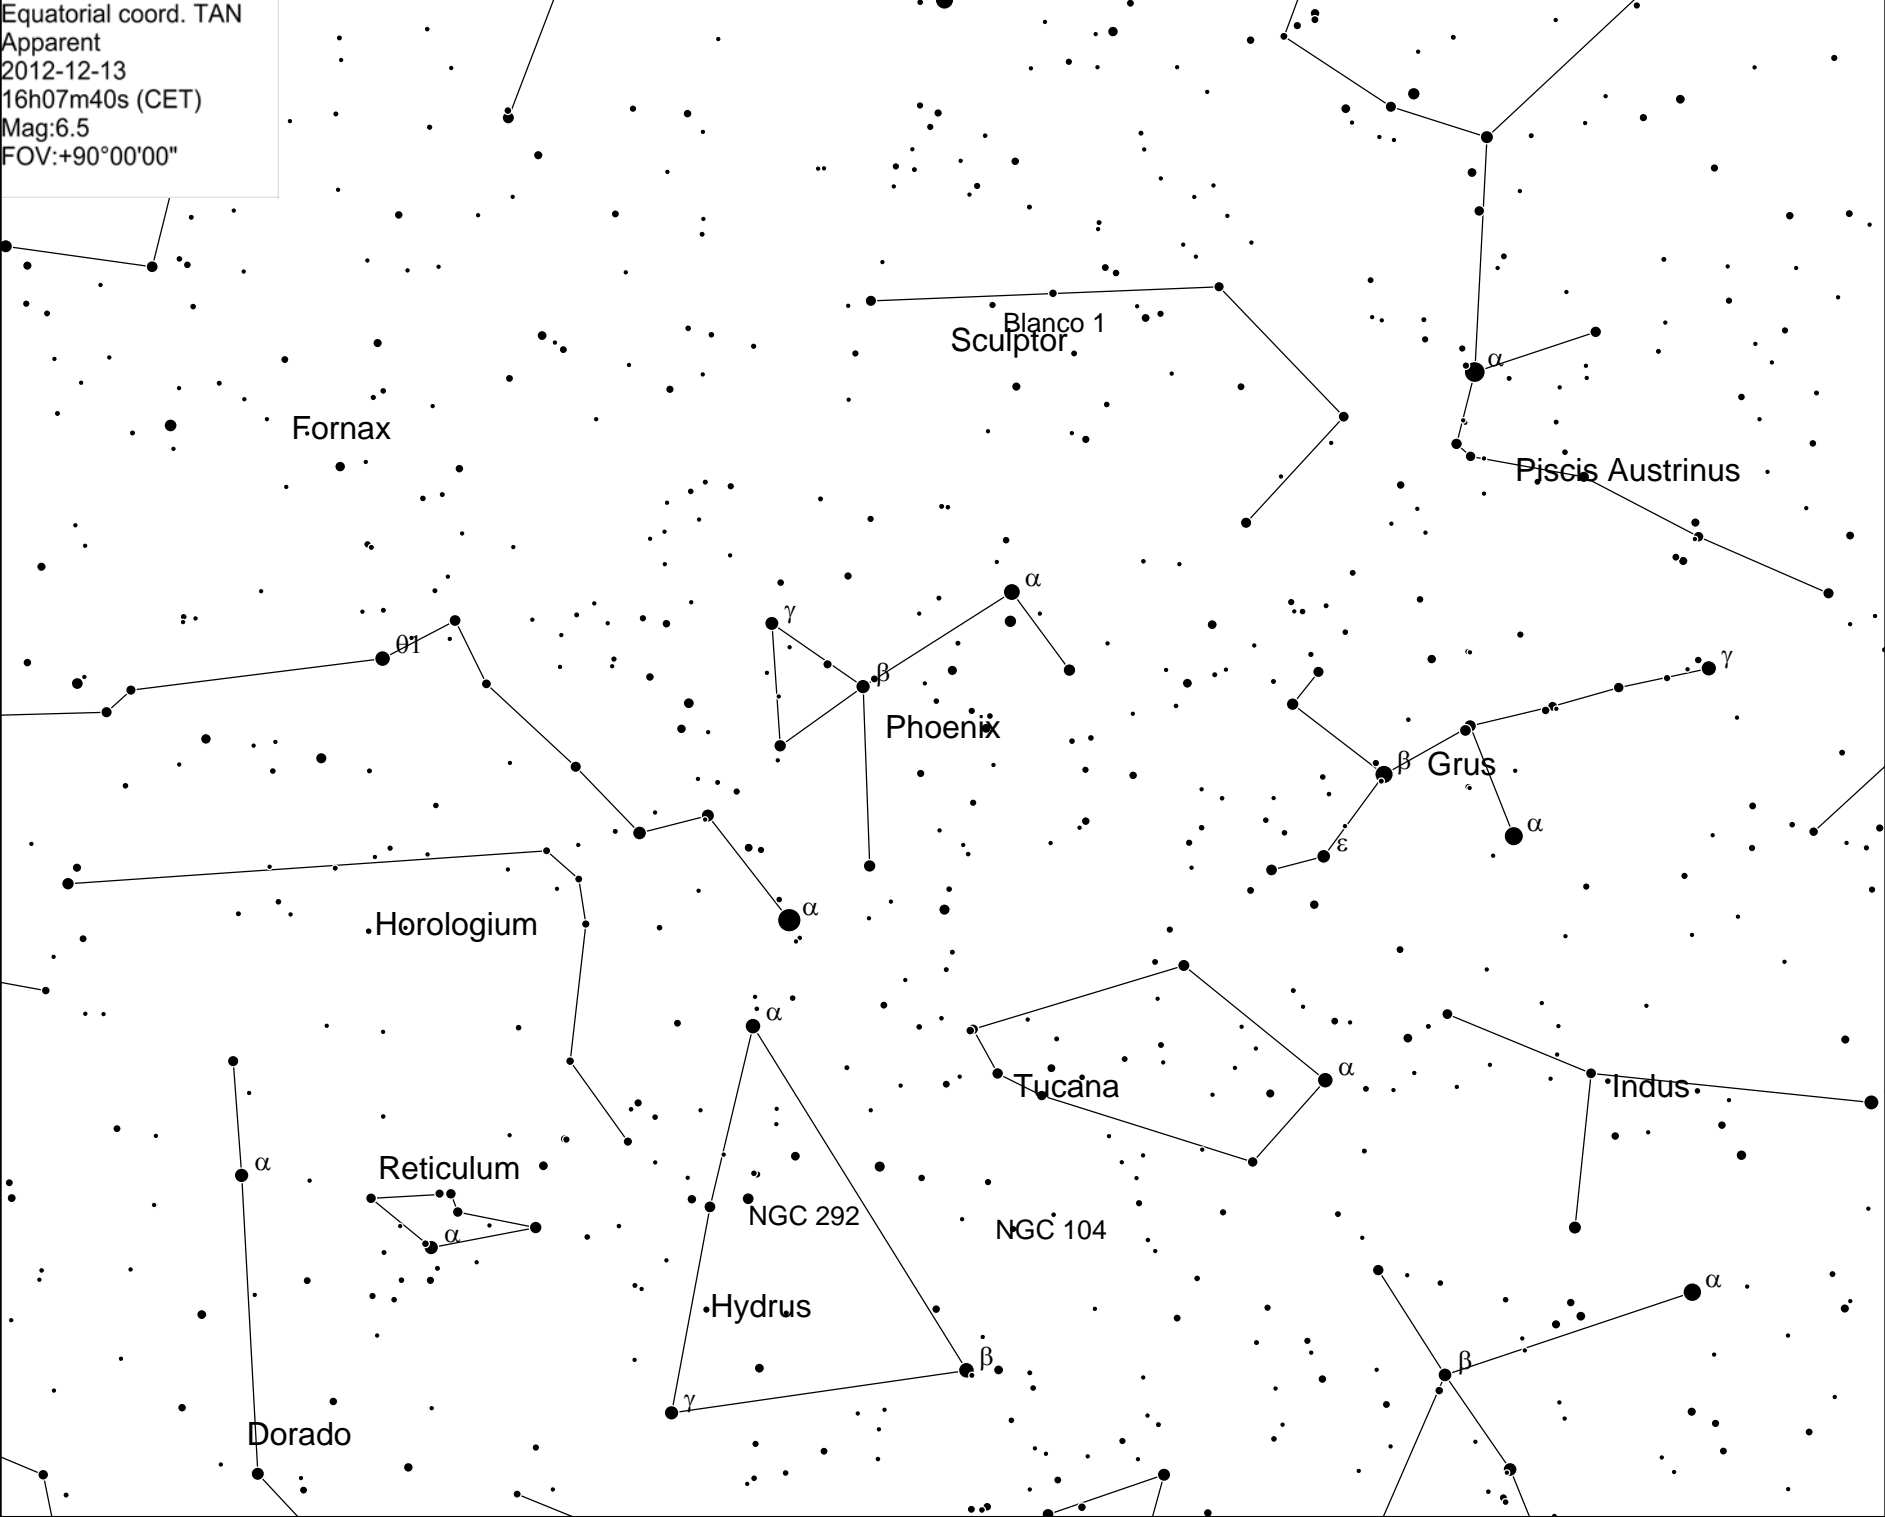 Equatorial coord. TAN
Apparent
2012-12-13
16h07m40s (CET)
Mag:6.5
FOV:+90°00'00"
Blanco 1
Sculptor
α
Fornax
Piscis Austrinus
α
γ
θ1
β
γ
Phoenix
β
Grus
α
ε
α
Horologium
α
α
Tucana
Indus
α
Reticulum
NGC 292
α
NGC 104
α
Hydrus
β
β
γ
Dorado